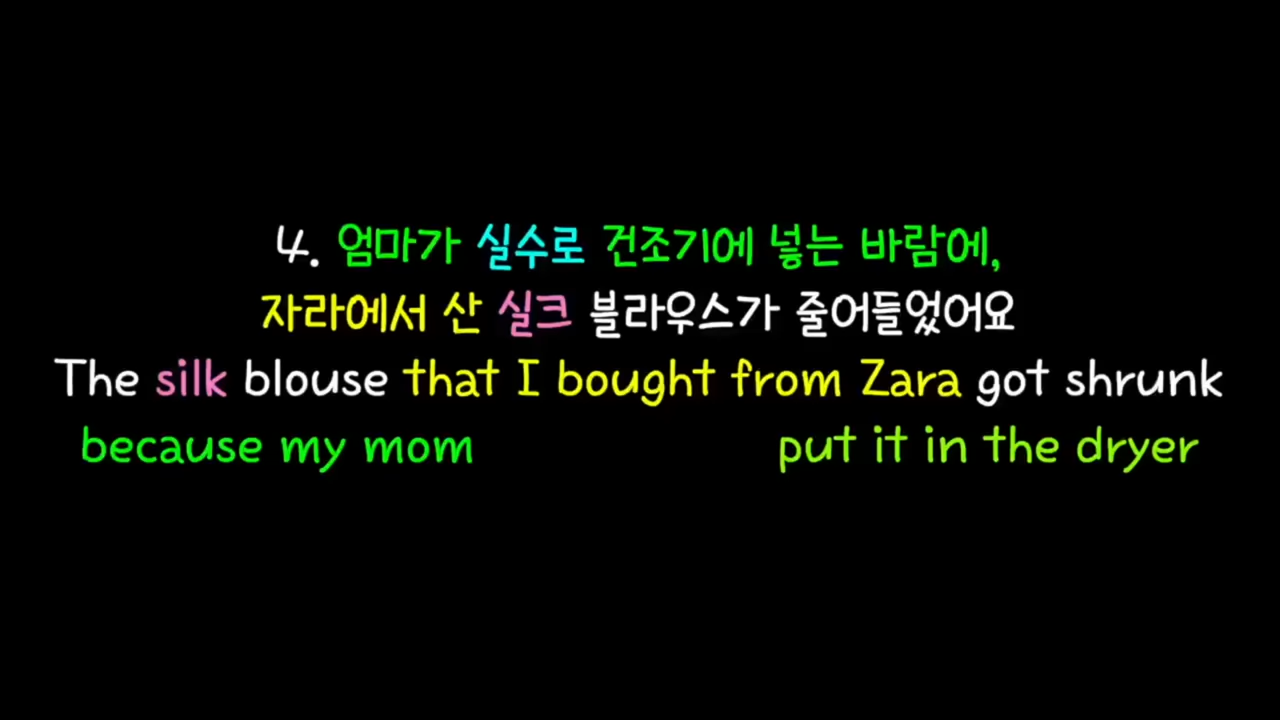 4. 엄마가 실수로 건조기에 넣는 바람에,
자라에서 산 실크 블라우스가 줄어들었어요
The silk blouse that I bought from Zara got shrunk
because my mom put it in the dryer